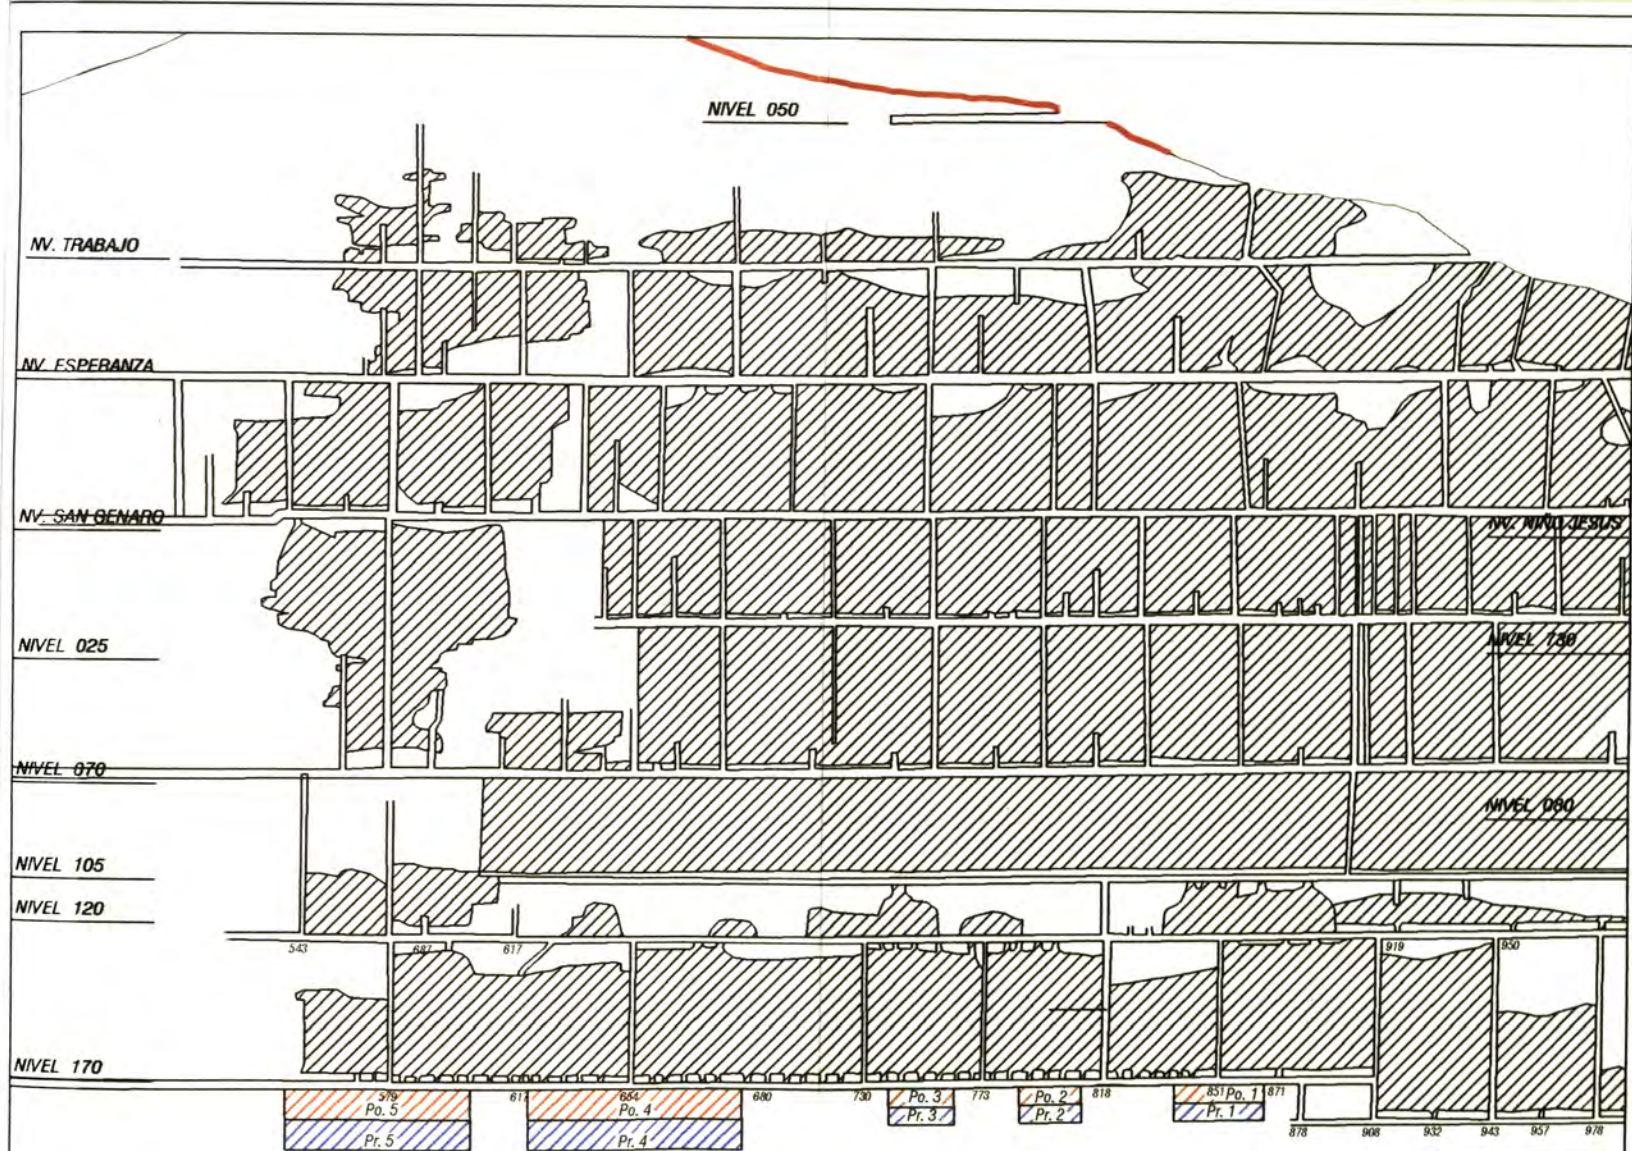 NIVEL 050
NV. TRABAJO
NV. ESPERANZA
NV. SAN GENARO
NV. NIÑO JESUS
NIVEL 025
NIVEL 730
NIVEL 070
NIVEL 080
NIVEL 105
NIVEL 120
543 687 617 919 950
NIVEL 170
579 617 654 680 730 773 818 851 871
Po. 5 Po. 4 Po. 3 Po. 2 Po. 1
Pr. 5 Pr. 4 Pr. 3 Pr. 2 Pr. 1
878 908 932 943 957 978